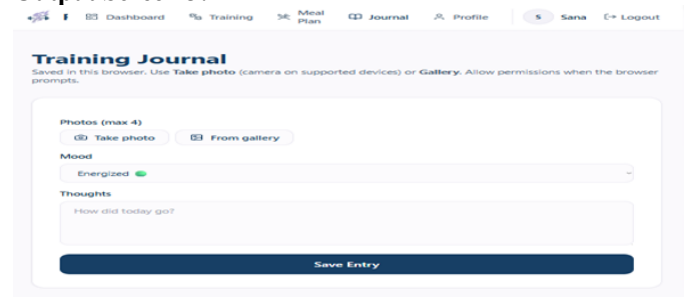 Dashboard Training Meal Plan Journal Profile S Sana Logout
Training Journal
Saved in this browser. Use Take photo (camera on supported devices) or Gallery. Allow permissions when the browser
prompts.
Photos (max 4)
Take photo From gallery
Mood
Energized
Thoughts
How did today go?
Save Entry